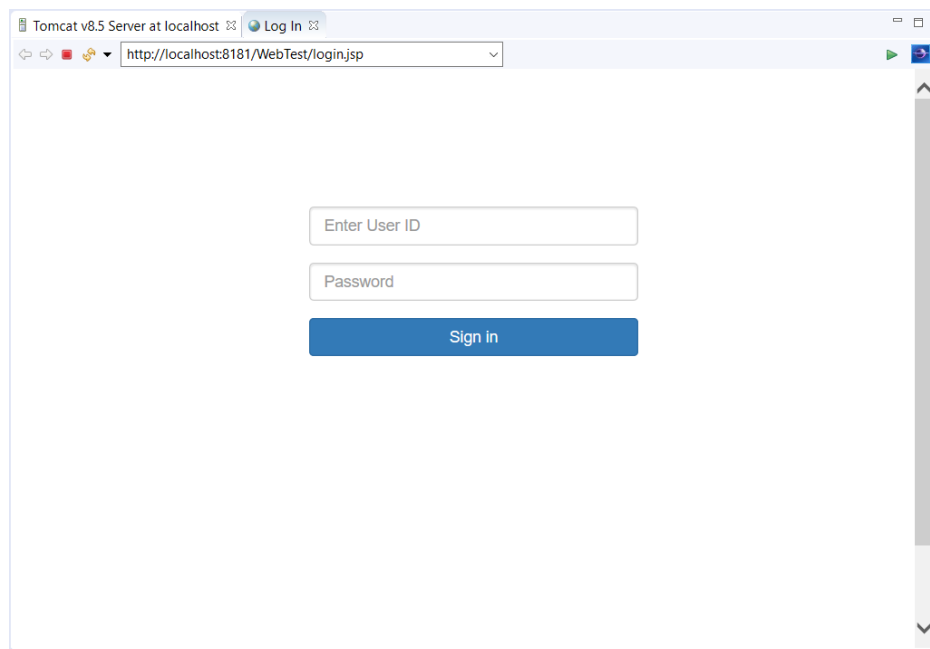 Tomcat v8.5 Server at localhost Log In
http://localhost:8181/WebTest/login.jsp
Enter User ID
Password
Sign in